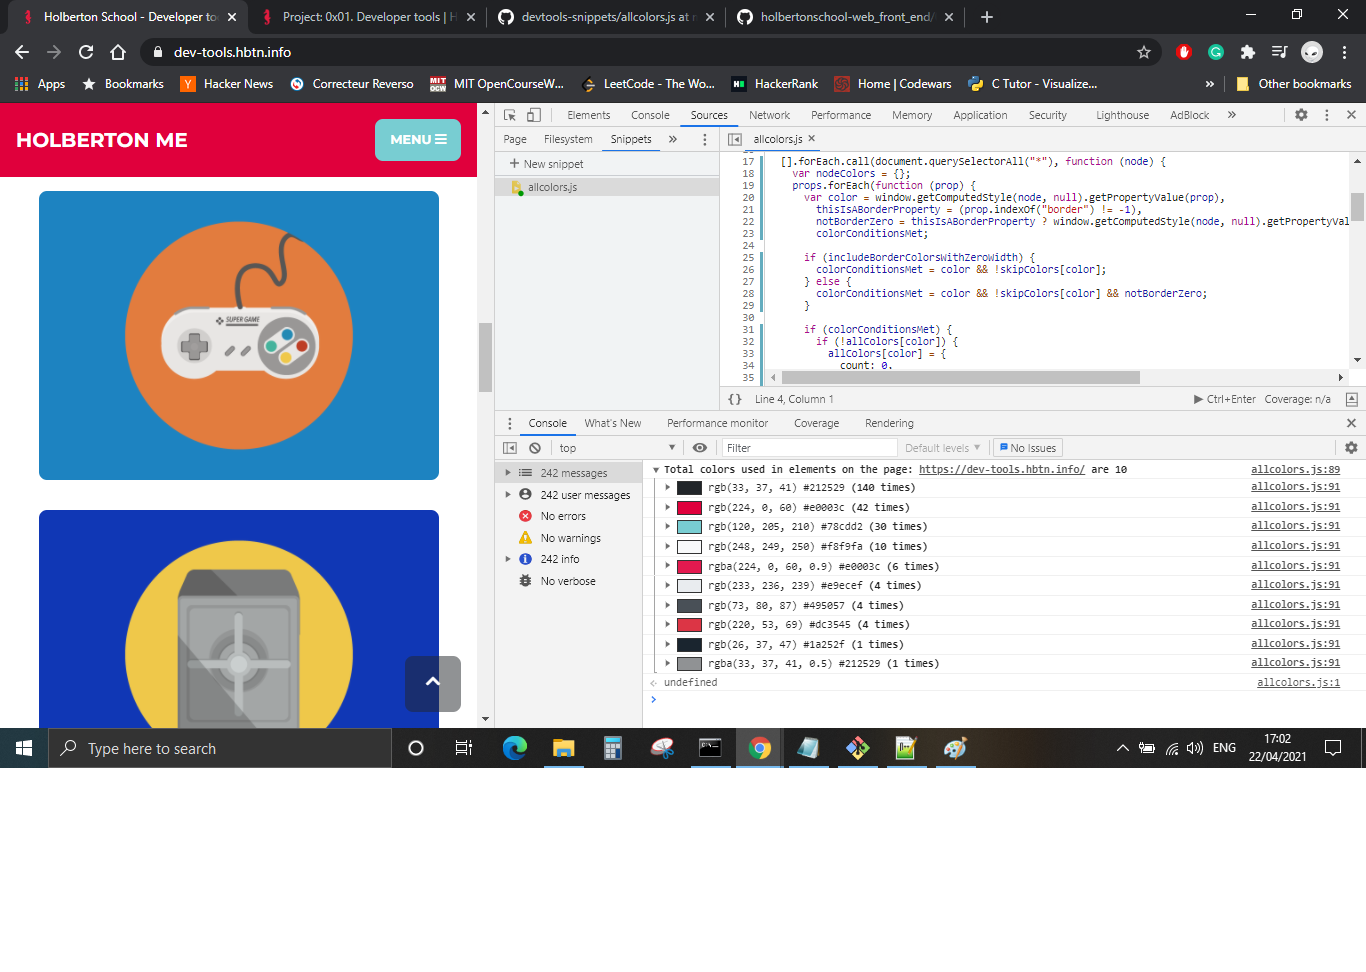 Holberton School - Developer to
Project: 0x01. Developer tools | H
devtools-snippets/allcolors.js at r
holbertonschool-web_front_end/
dev-tools.hbtn.info
Apps
Bookmarks
Hacker News
Correcteur Reverso
MIT OpenCourseW...
LeetCode - The Wo...
HackerRank
Home | Codewars
C Tutor - Visualize...
»
Other bookmarks
HOLBERTON ME
MENU
SUPER GAME
Elements Console Sources Network Performance Memory Application Security Lighthouse AdBlock »
Page Filesystem Snippets »
allcolors.js
New snippet
allcolors.js
17 [].forEach.call(document.querySelectorAll("*"), function (node) {
18 var nodeColors = {};
19 props.forEach(function (prop) {
20 var color = window.getComputedStyle(node, null).getPropertyValue(prop),
21 thisIsABorderProperty = (prop.indexOf("border") != -1),
22 notBorderZero = thisIsABorderProperty ? window.getComputedStyle(node, null).getPropertyVal
23 colorConditionsMet;
24
25 if (includeBorderColorsWithZeroWidth) {
26 colorConditionsMet = color && !skipColors[color];
27 } else {
28 colorConditionsMet = color && !skipColors[color] && notBorderZero;
29 }
30
31 if (colorConditionsMet) {
32 if (!allColors[color]) {
33 allColors[color] = {
34 count: 0,
35
{} Line 4, Column 1
Ctrl+Enter Coverage: n/a
Console What's New Performance monitor Coverage Rendering
top
Filter
Default levels
No Issues
242 messages
242 user messages
No errors
No warnings
242 info
No verbose
Total colors used in elements on the page: https://dev-tools.hbtn.info/ are 10 allcolors.js:89
rgb(33, 37, 41) #212529 (140 times) allcolors.js:91
rgb(224, 0, 60) #e0003c (42 times) allcolors.js:91
rgb(120, 205, 210) #78cdd2 (30 times) allcolors.js:91
rgb(248, 249, 250) #f8f9fa (10 times) allcolors.js:91
rgba(224, 0, 60, 0.9) #e0003c (6 times) allcolors.js:91
rgb(233, 236, 239) #e9ecef (4 times) allcolors.js:91
rgb(73, 80, 87) #495057 (4 times) allcolors.js:91
rgb(220, 53, 69) #dc3545 (4 times) allcolors.js:91
rgb(26, 37, 47) #1a252f (1 times) allcolors.js:91
rgba(33, 37, 41, 0.5) #212529 (1 times) allcolors.js:91
undefined allcolors.js:1
Type here to search
ENG
17:02
22/04/2021